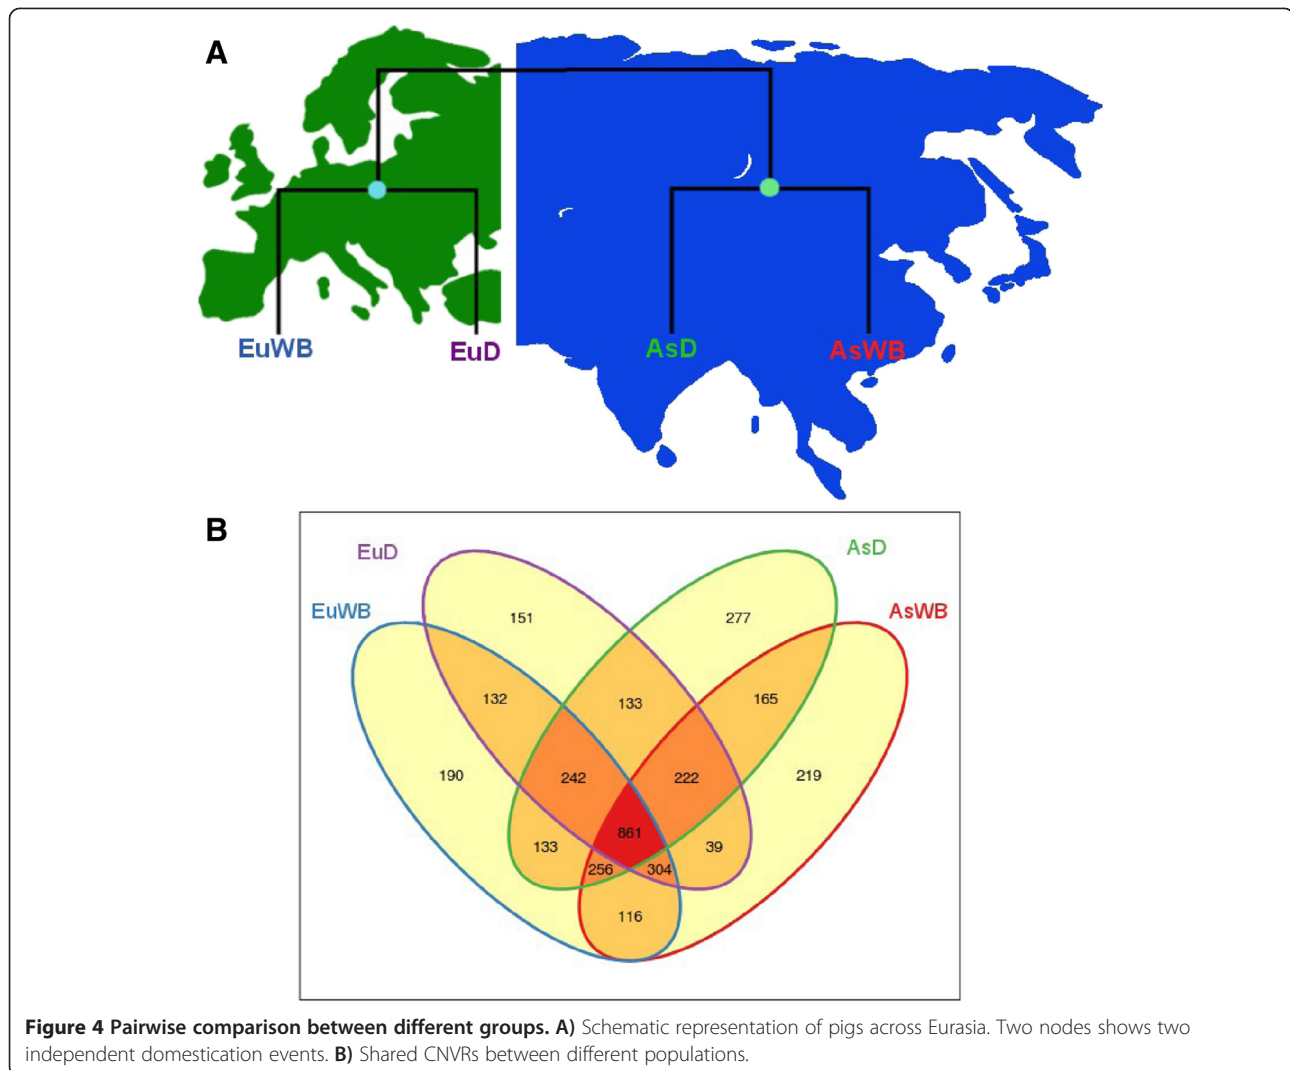 A
EuWB
EuD
AsD
AsWB
B
EuD
AsD
EuWB
AsWB
151
277
132
133
165
190
242
222
219
861
133
39
256
304
116
Figure 4 Pairwise comparison between different groups. A) Schematic representation of pigs across Eurasia. Two nodes shows two
independent domestication events. B) Shared CNVRs between different populations.